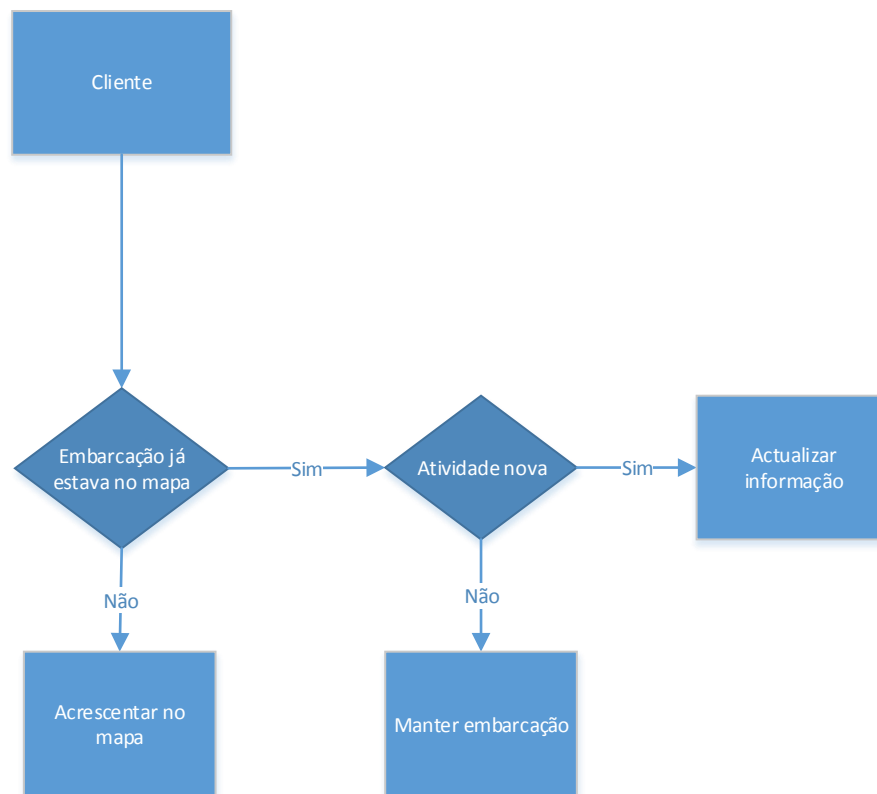 Cliente
Embarcação já
estava no mapa
Sim
Atividade nova
Sim
Actualizar
informação
Não
Não
Acrescentar no
mapa
Manter embarcação